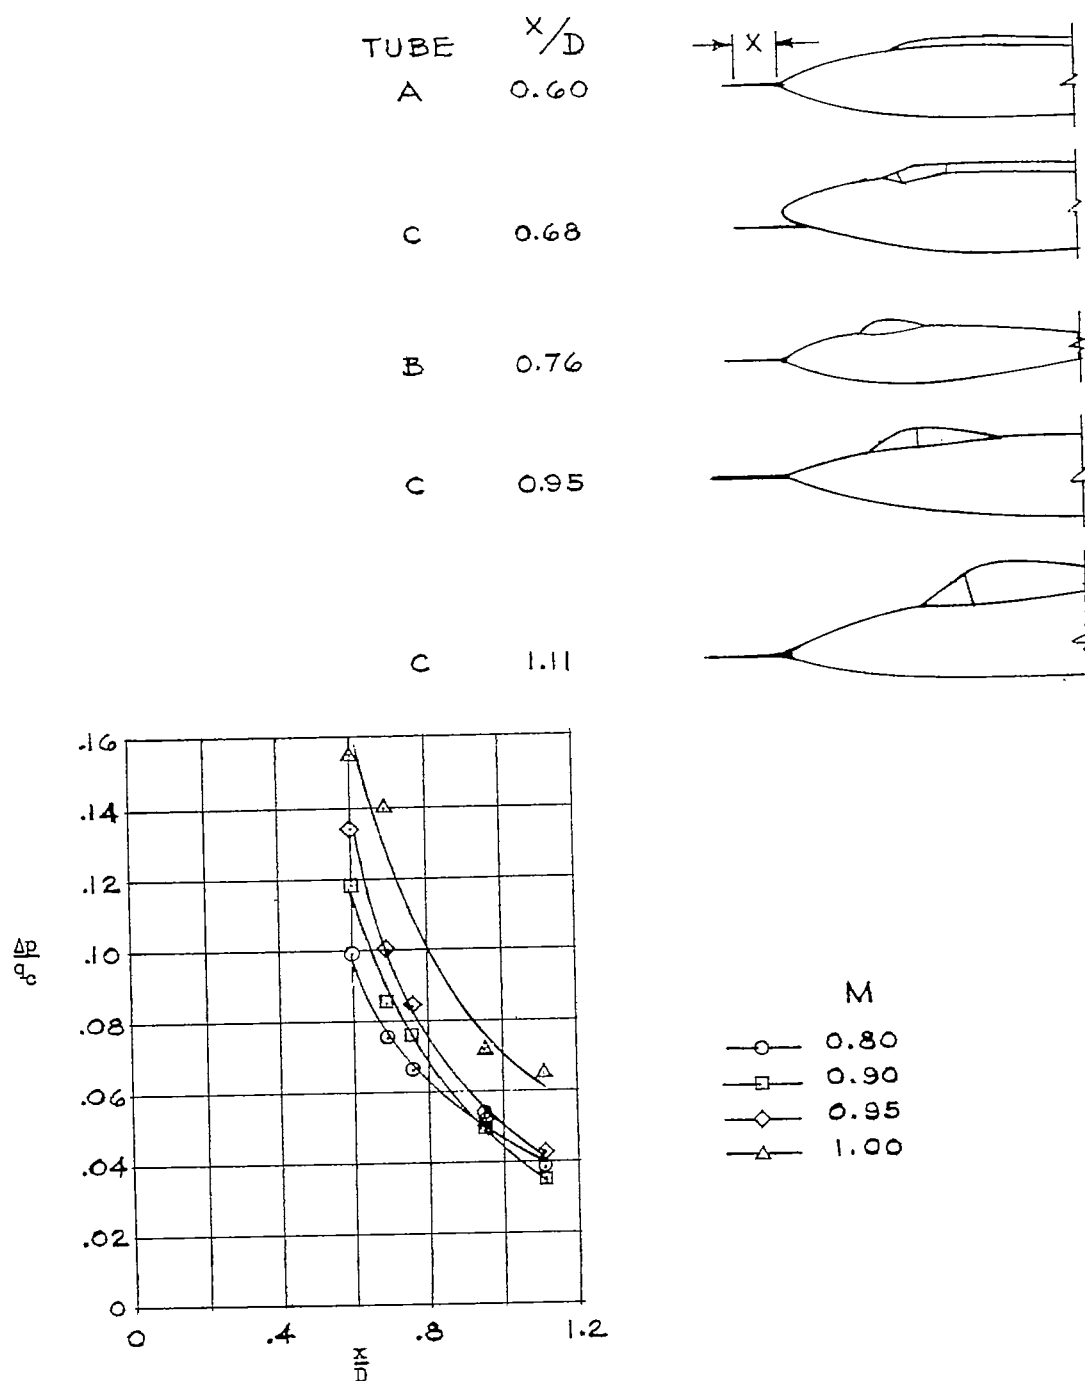 TUBE X/D
X
A 0.60
C 0.68
B 0.76
C 0.95
C 1.11
.16
.14
.12
.10
.08
.06
.04
.02
0
Δp/q_c
0 .4 .8 1.2
x/D
M
0.80
0.90
0.95
1.00